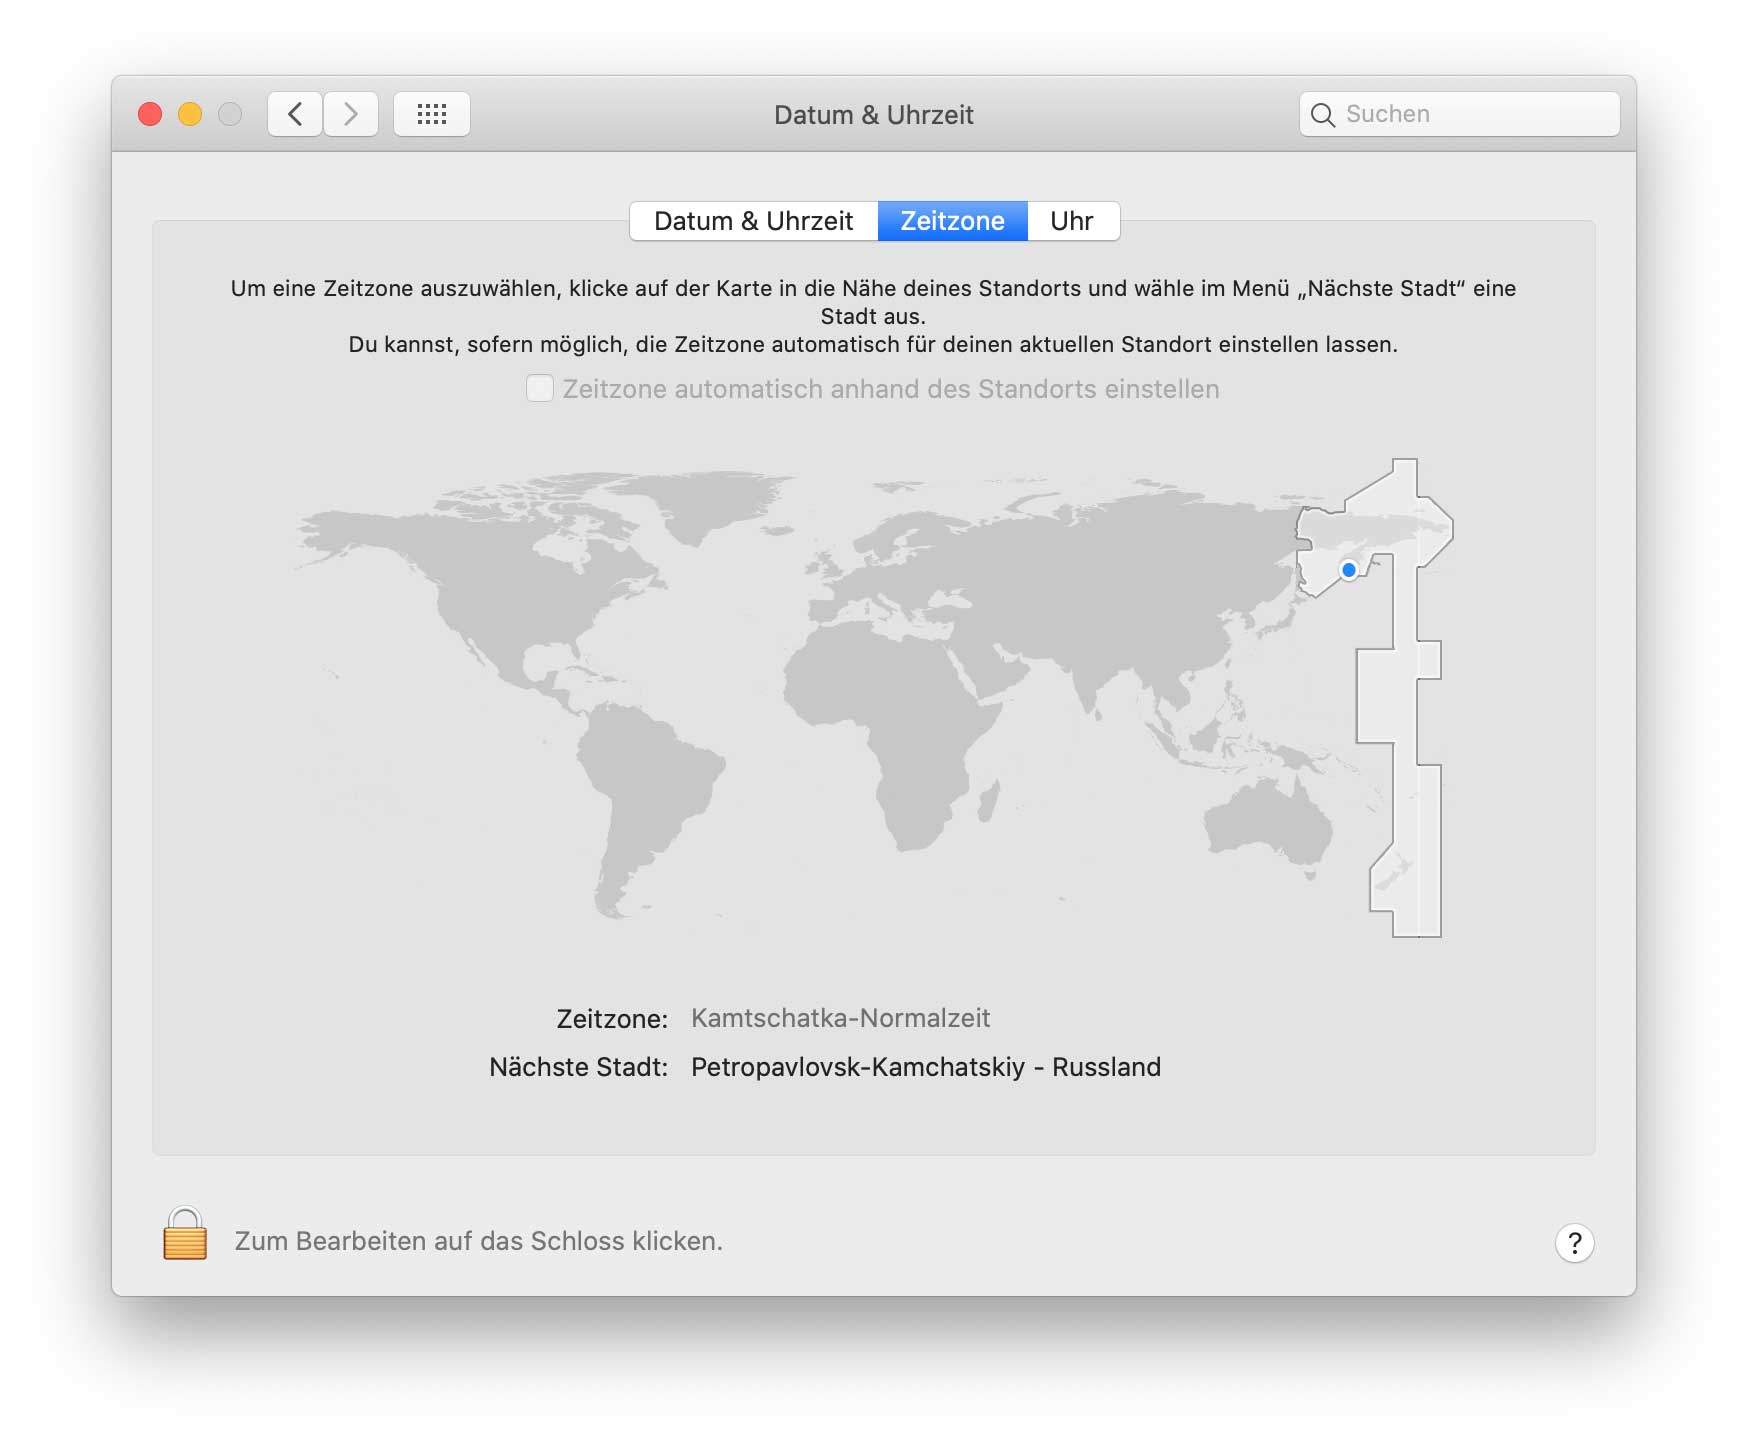 Datum & Uhrzeit
Suchen
Datum & Uhrzeit
Zeitzone
Uhr
Um eine Zeitzone auszuwählen, klicke auf der Karte in die Nähe deines Standorts und wähle im Menü „Nächste Stadt“ eine
Stadt aus.
Du kannst, sofern möglich, die Zeitzone automatisch für deinen aktuellen Standort einstellen lassen.
Zeitzone automatisch anhand des Standorts einstellen
Zeitzone: Kamtschatka-Normalzeit
Nächste Stadt: Petropavlovsk-Kamchatskiy - Russland
Zum Bearbeiten auf das Schloss klicken.
?